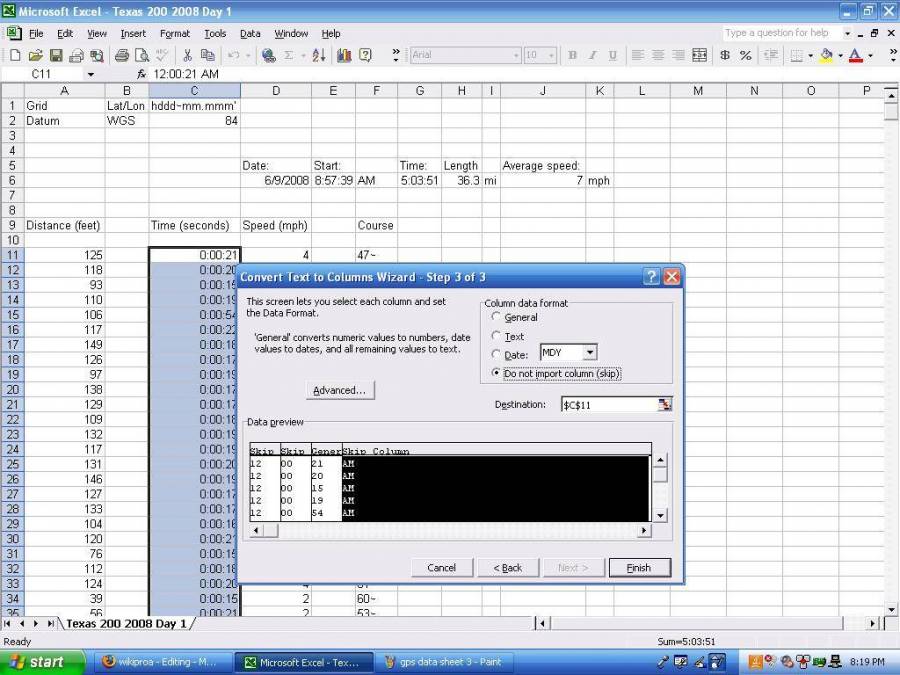 Microsoft Excel - Texas 200 2008 Day 1
File Edit View Insert Format Tools Data Window Help
Type a question for help
Arial 10 B I U $ %
C11 fx 12:00:21 AM
A B C D E F G H I J K L M N O P
1 Grid Lat/Lon hddd~mm.mmm'
2 Datum WGS 84
3
4
5 Date: Start: Time: Length Average speed:
6 6/9/2008 8:57:39 AM 5:03:51 36.3 mi 7 mph
7
8
9 Distance (feet) Time (seconds) Speed (mph) Course
10
11 125 0:00:21 4 47~
12 118 0:00:20
13 93 0:00:15
14 110 0:00:19
15 106 0:00:54
16 117 0:00:22
17 149 0:00:18
18 126 0:00:17
19 97 0:00:19
20 138 0:00:17
21 129 0:00:17
22 109 0:00:18
23 132 0:00:19
24 117 0:00:19
25 131 0:00:20
26 146 0:00:19
27 127 0:00:17
28 133 0:00:17
29 104 0:00:16
30 120 0:00:21
31 76 0:00:15
32 112 0:00:18
33 124 0:00:20
34 39 0:00:15 2 60~
35 56 0:00:21 2 53~
Convert Text to Columns Wizard - Step 3 of 3
This screen lets you select each column and set
the Data Format.
'General' converts numeric values to numbers, date
values to dates, and all remaining values to text.
Advanced...
Column data format
General
Text
Date: MDY
Do not import column (skip)
Destination: $C$11
Data preview
Skip Skip Gener Skip Column
12 00 21 AM
12 00 20 AM
12 00 15 AM
12 00 19 AM
12 00 54 AM
Cancel < Back Next > Finish
Texas 200 2008 Day 1
Ready Sum=5:03:51
start wikiproa - Editing - M... Microsoft Excel - Tex... gps data sheet 3 - Paint 8:19 PM